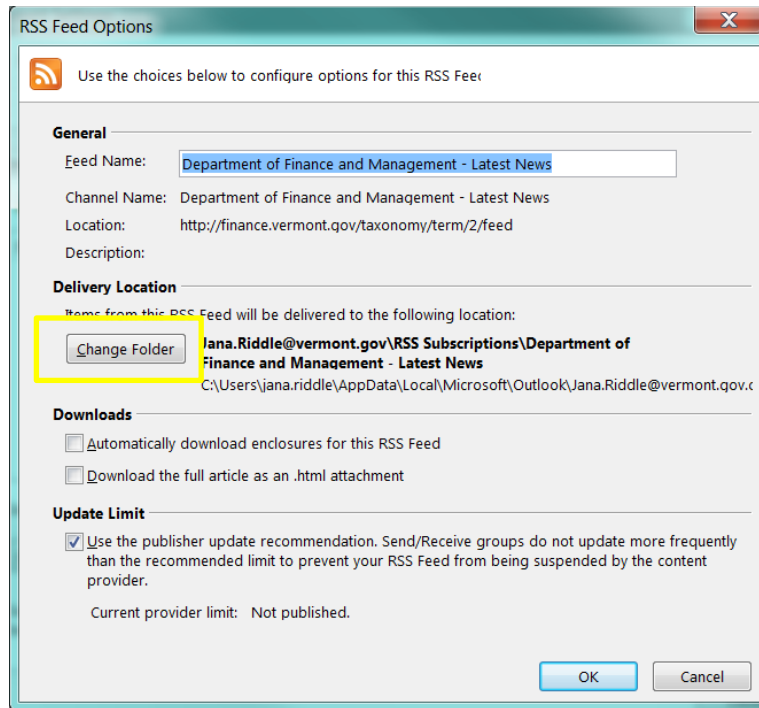 RSS Feed Options
X
Use the choices below to configure options for this RSS Feed
General
Feed Name:
Department of Finance and Management - Latest News
Channel Name: Department of Finance and Management - Latest News
Location: http://finance.vermont.gov/taxonomy/term/2/feed
Description:
Delivery Location
Items from this RSS Feed will be delivered to the following location:
Change Folder
Jana.Riddle@vermont.gov\RSS Subscriptions\Department of
Finance and Management - Latest News
C:\Users\jana.riddle\AppData\Local\Microsoft\Outlook\Jana.Riddle@vermont.gov.o
Downloads
Automatically download enclosures for this RSS Feed
Download the full article as an .html attachment
Update Limit
Use the publisher update recommendation. Send/Receive groups do not update more frequently
than the recommended limit to prevent your RSS Feed from being suspended by the content
provider.
Current provider limit: Not published.
OK Cancel